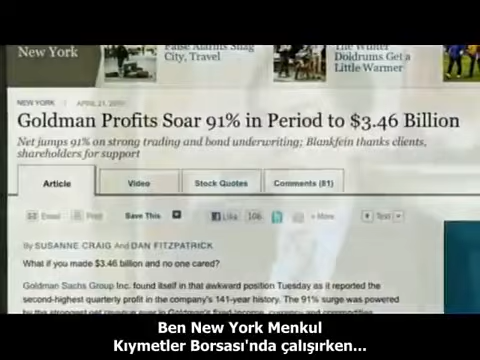 New York
False Alarms Snag
City, Travel
The Winter
Doldrums Get a
Little Warmer
NEW YORK | APRIL 21,
Goldman Profits Soar 91% in Period to $3.46 Billion
Net jumps 91% on strong trading and bond underwriting; Blankfein thanks clients,
shareholders for support
Article
Video
Stock Quotes
Comments (81)
Email
Print
Save This
Like
106
+ More
Text
By SUSANNE CRAIG And DAN FITZPATRICK
What if you made $3.46 billion and no one cared?
Goldman Sachs Group Inc. found itself in that awkward position Tuesday as it reported the
second-highest quarterly profit in the company's 141-year history. The 91% surge was powered
Ben New York Menkul
Kıymetler Borsası'nda çalışırken...